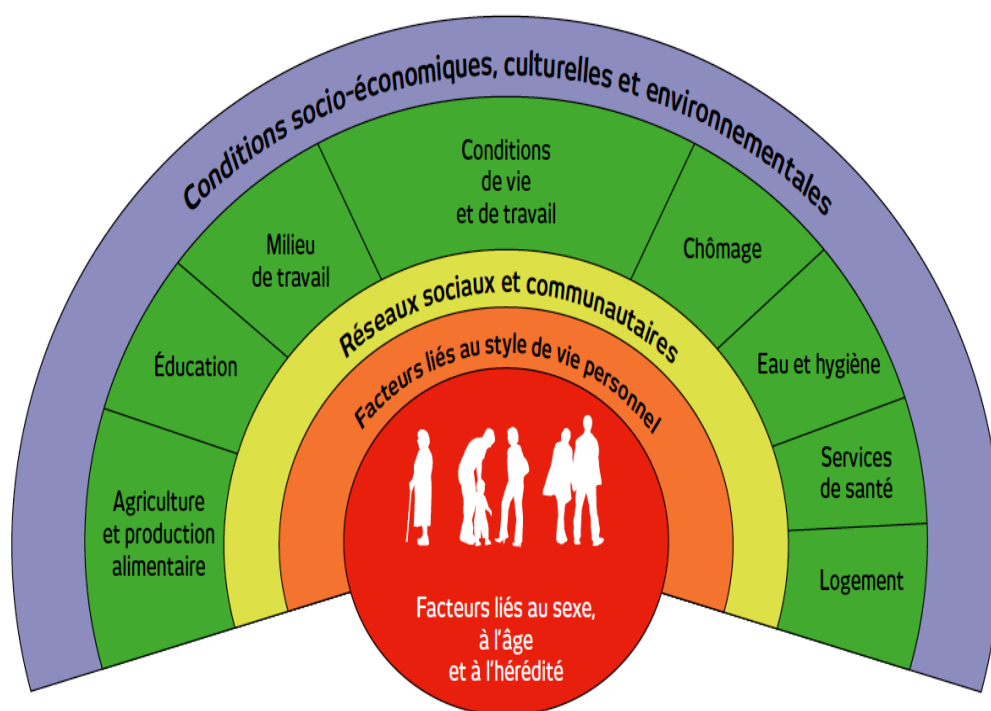 Conditions socio-économiques, culturelles et environnementales
Conditions
de vie
et de travail
Milieu
de travail
Chômage
Éducation
Eau et hygiène
Agriculture
et production
alimentaire
Services
de santé
Logement
Réseaux sociaux et communautaires
Facteurs liés au style de vie personnel
Facteurs liés au sexe,
à l'âge
et à l'hérédité